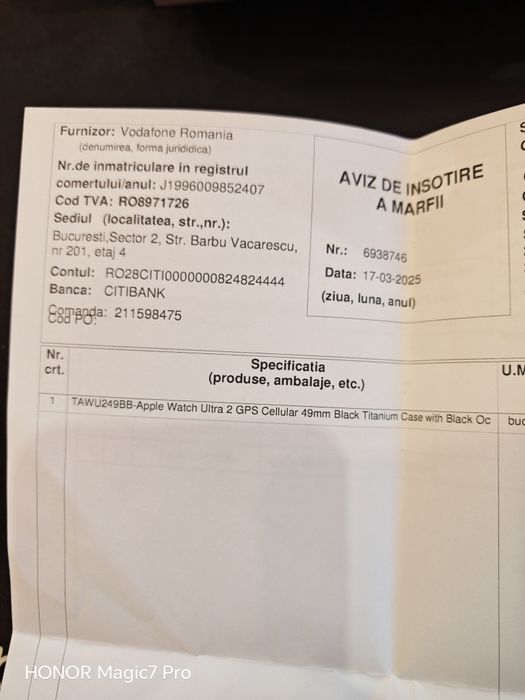 Furnizor: Vodafone Romania
(denumirea, forma jurididica)
Nr.de inmatriculare in registrul
comertului/anul: J1996009852407
Cod TVA: RO8971726
Sediul (localitatea, str.,nr.):
Bucuresti,Sector 2, Str. Barbu Vacarescu,
nr 201, etaj 4
Contul: RO28CITI0000000824824444
Banca: CITIBANK
Comanda: 211598475
Cod PO:
AVIZ DE INSOTIRE
A MARFII
Nr.: 6938746
Data: 17-03-2025
(ziua, luna, anul)
Nr.
crt.
Specificatia
(produse, ambalaje, etc.)
U.M
1 TAWU249BB-Apple Watch Ultra 2 GPS Cellular 49mm Black Titanium Case with Black Oc buc
HONOR Magic7 Pro